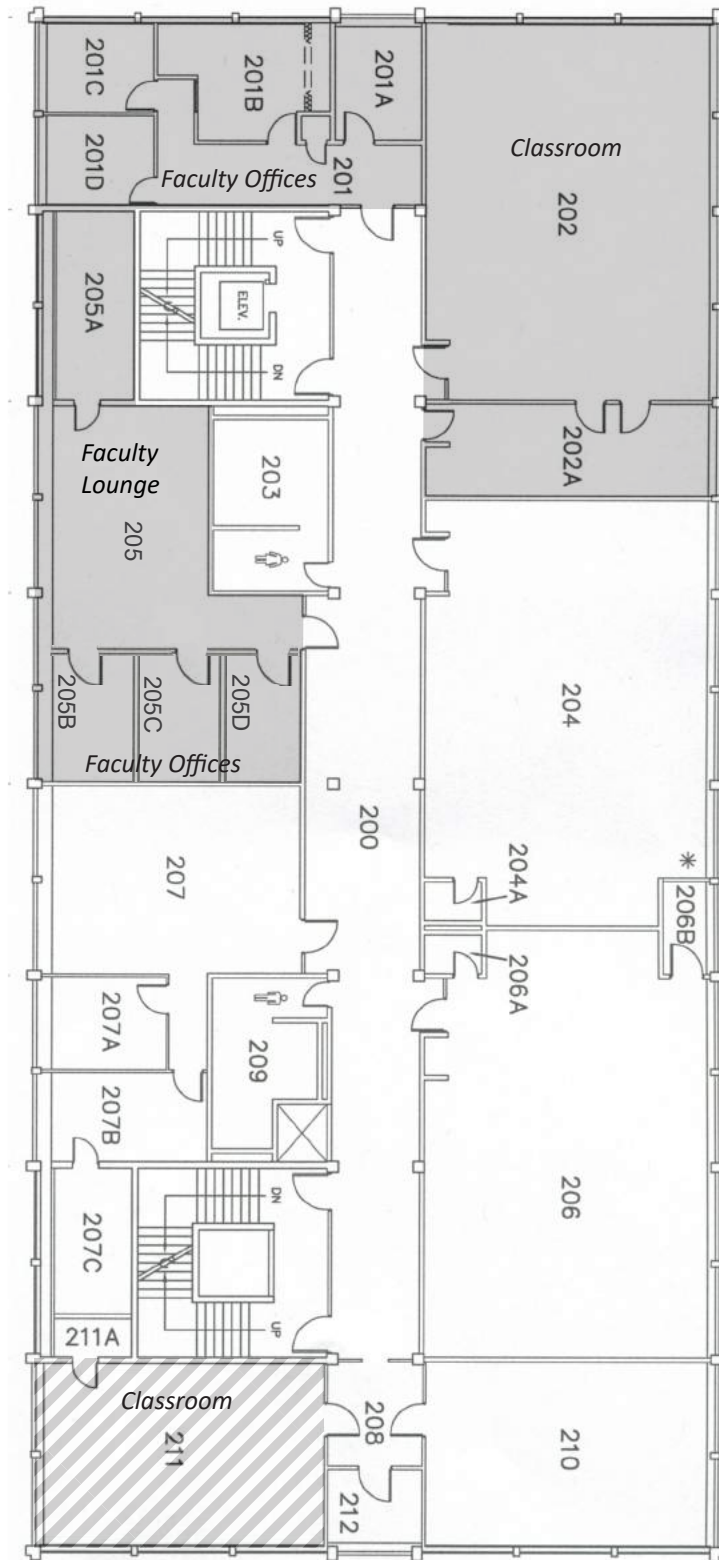 201C
201B
201A
Classroom
201D
Faculty Offices
201
202
UP
205A
ELEV.
DN
Faculty
Lounge
203
202A
205
205B
205C
205D
204
Faculty Offices
200
207
*
204A
206B
206A
207A
209
207B
DN
206
207C
UP
211A
Classroom
211
208
210
212